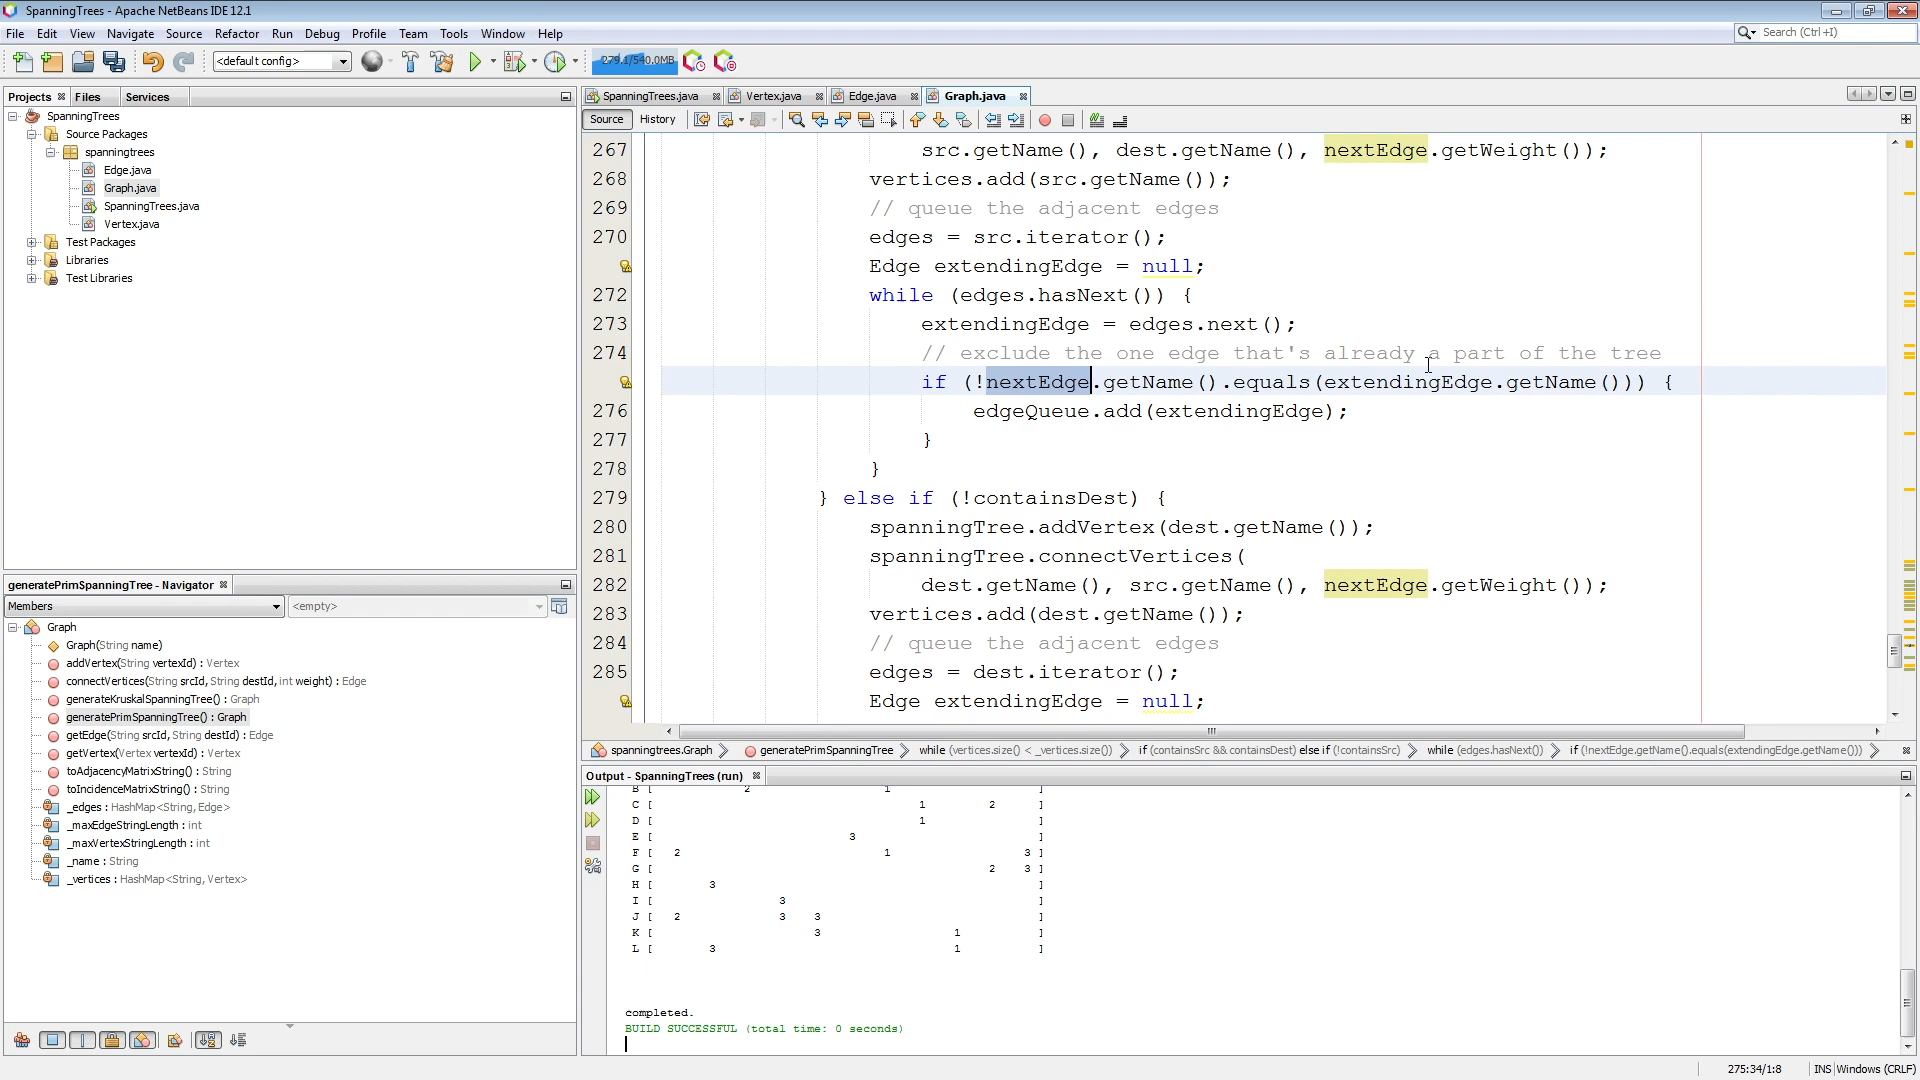 SpanningTrees - Apache NetBeans IDE 12.1
File Edit View Navigate Source Refactor Run Debug Profile Team Tools Window Help
Search (Ctrl+I)
<default config>
279.1/540.0MB
Projects Files Services
SpanningTrees
Source Packages
spanningtrees
Edge.java
Graph.java
SpanningTrees.java
Vertex.java
Test Packages
Libraries
Test Libraries
generatePrimSpanningTree - Navigator
Members <empty>
Graph
Graph(String name)
addVertex(String vertexId) : Vertex
connectVertices(String srcId, String destId, int weight) : Edge
generateKruskalSpanningTree() : Graph
generatePrimSpanningTree() : Graph
getEdge(String srcId, String destId) : Edge
getVertex(Vertex vertexId) : Vertex
toAdjacencyMatrixString() : String
toIncidenceMatrixString() : String
_edges : HashMap<String, Edge>
_maxEdgeStringLength : int
_maxVertexStringLength : int
_name : String
_vertices : HashMap<String, Vertex>
SpanningTrees.java Vertex.java Edge.java Graph.java
Source History
267 src.getName(), dest.getName(), nextEdge.getWeight());
268 vertices.add(src.getName());
269 // queue the adjacent edges
270 edges = src.iterator();
Edge extendingEdge = null;
272 while (edges.hasNext()) {
273 extendingEdge = edges.next();
274 // exclude the one edge that's already a part of the tree
if (!nextEdge.getName().equals(extendingEdge.getName())) {
276 edgeQueue.add(extendingEdge);
277 }
278 }
279 } else if (!containsDest) {
280 spanningTree.addVertex(dest.getName());
281 spanningTree.connectVertices(
282 dest.getName(), src.getName(), nextEdge.getWeight());
283 vertices.add(dest.getName());
284 // queue the adjacent edges
285 edges = dest.iterator();
Edge extendingEdge = null;
spanningtrees.Graph generatePrimSpanningTree while (vertices.size() < _vertices.size()) if (containsSrc && containsDest) else if (!containsSrc) while (edges.hasNext()) if (!nextEdge.getName().equals(extendingEdge.getName()))
Output - SpanningTrees (run)
B [ 2 1 ]
C [ 1 2 ]
D [ 1 ]
E [ 3 ]
F [ 2 1 3 ]
G [ 2 3 ]
H [ 3 ]
I [ 3 ]
J [ 2 3 3 ]
K [ 3 1 ]
L [ 3 1 ]
completed.
BUILD SUCCESSFUL (total time: 0 seconds)
275:34/1:8 INS Windows (CRLF)